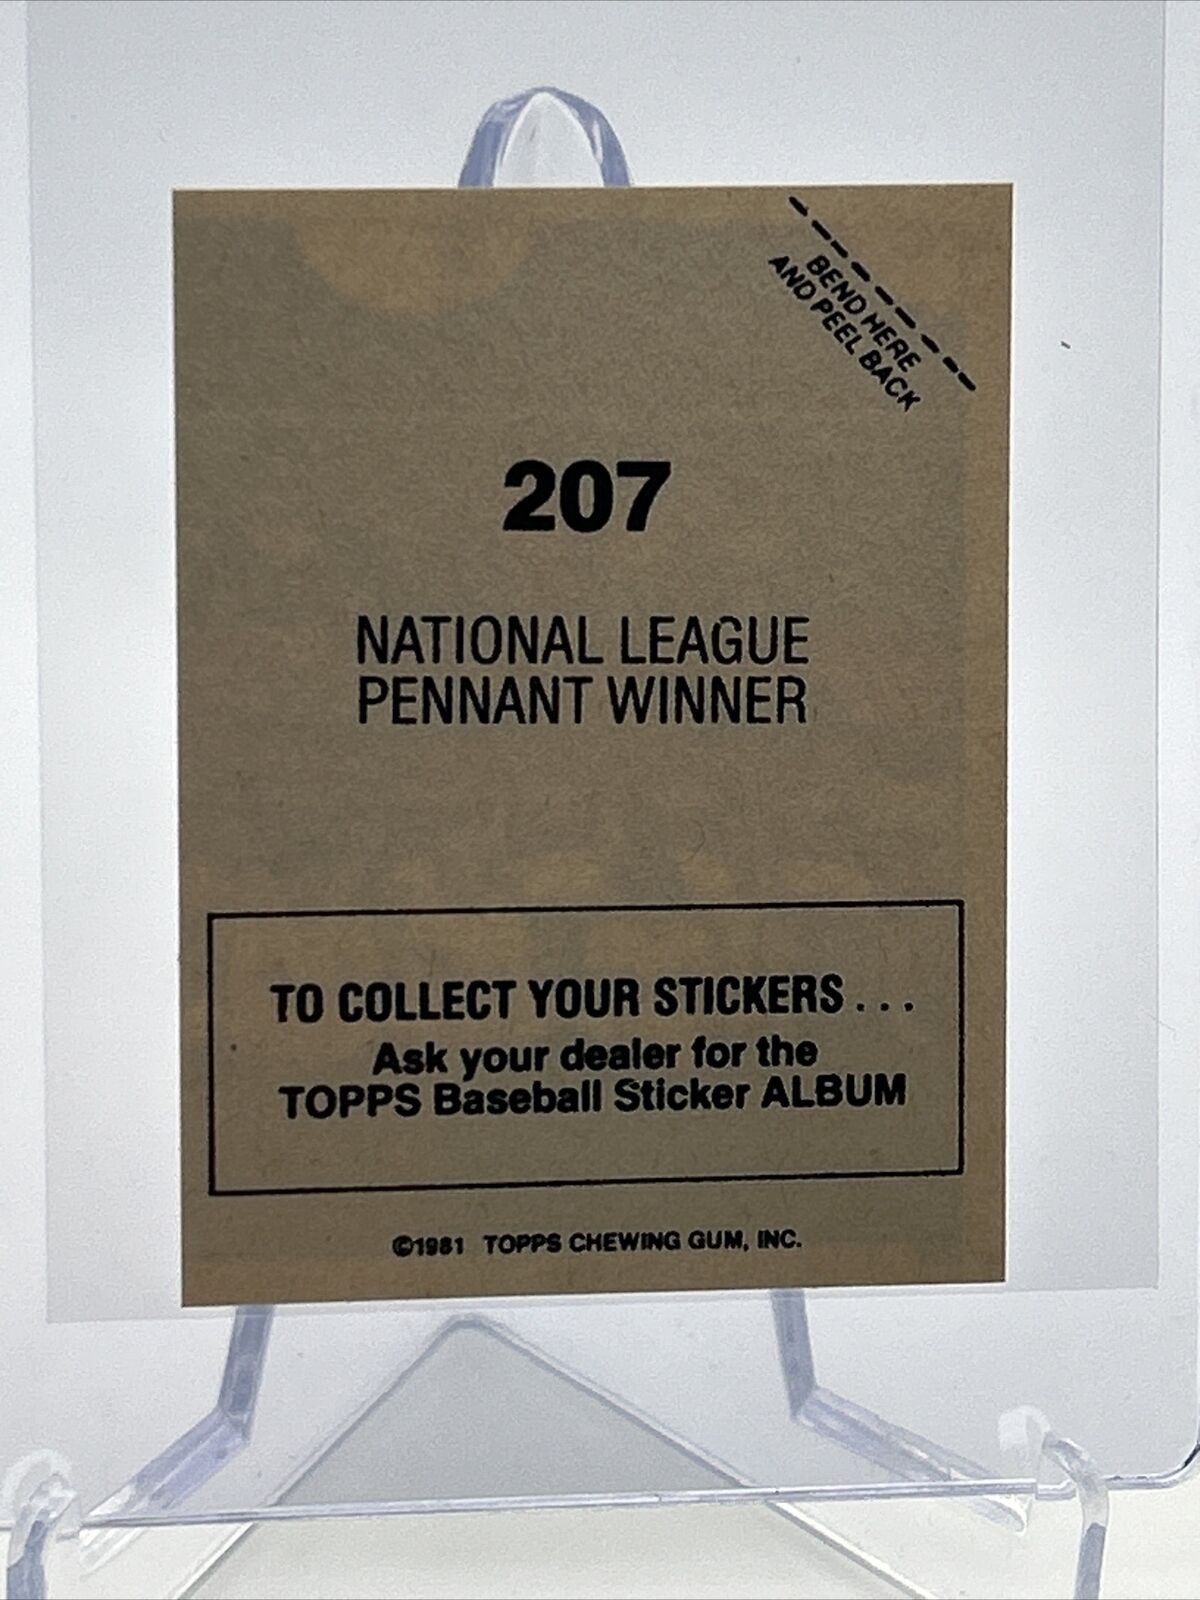 BEND HERE
AND PEEL BACK
207
NATIONAL LEAGUE
PENNANT WINNER
TO COLLECT YOUR STICKERS...
Ask your dealer for the
TOPPS Baseball Sticker ALBUM
©1981 TOPPS CHEWING GUM, INC.